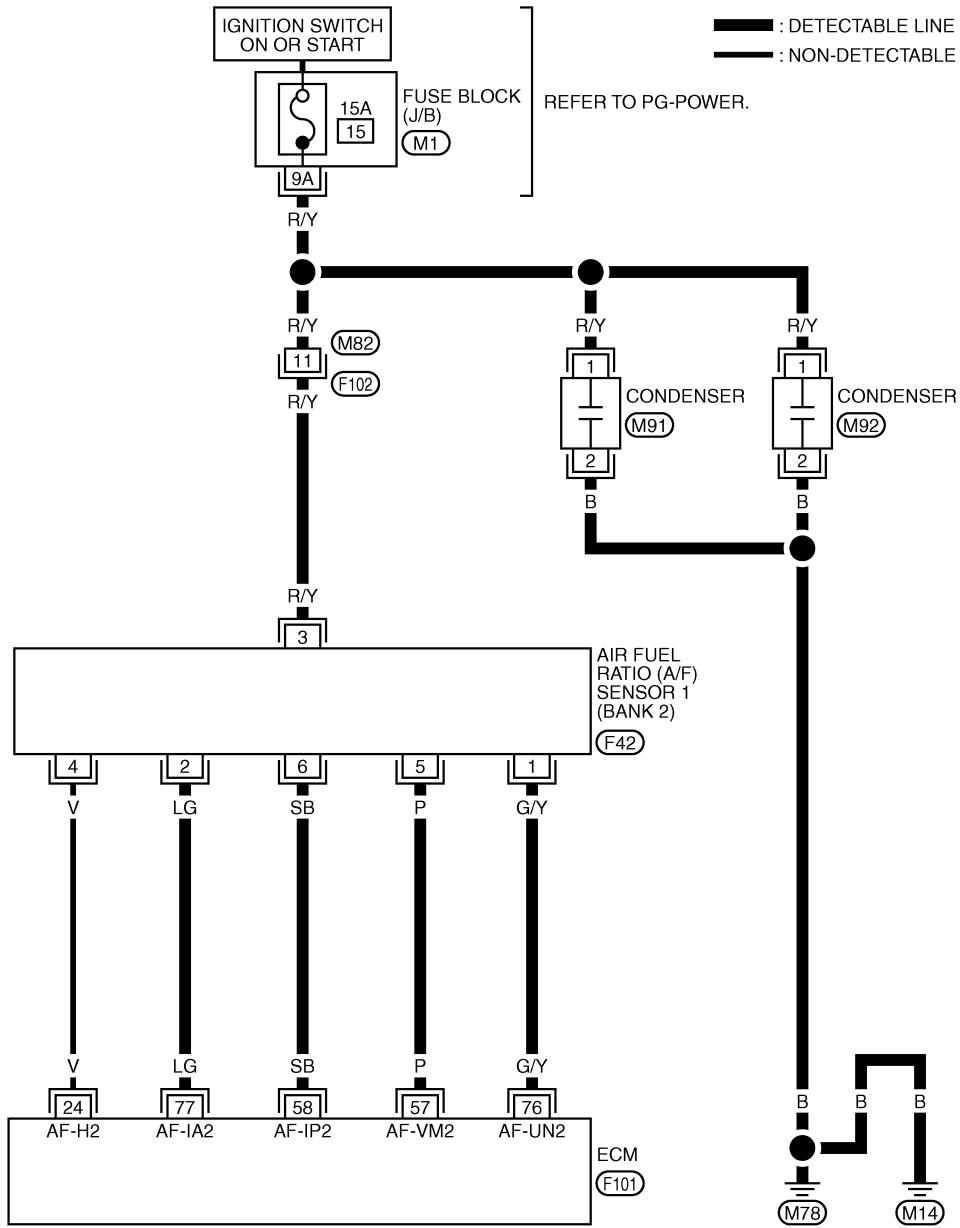 IGNITION SWITCH
ON OR START
: DETECTABLE LINE
: NON-DETECTABLE
FUSE BLOCK
(J/B)
M1
15A
15
REFER TO PG-POWER.
9A
R/Y
R/Y
R/Y
R/Y
M82
11
F102
R/Y
1
CONDENSER
M91
2
B
1
CONDENSER
M92
2
B
R/Y
3
AIR FUEL
RATIO (A/F)
SENSOR 1
(BANK 2)
F42
4
2
6
5
1
V
LG
SB
P
G/Y
V
LG
SB
P
G/Y
24
77
58
57
76
AF-H2
AF-IA2
AF-IP2
AF-VM2
AF-UN2
ECM
F101
B
B
B
M78
M14